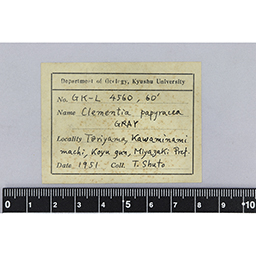 Department of Geology, Kyushu University
No. GK-L 4560, 60'
Name Clementia papyracea
GRAY
Locality Toriyama, Kawaminami
machi, Koyu gun, Miyazaki Pref.
Date 1951 Coll. T. Shuto
0 1 2 3 4 5 6 7 8 9 10